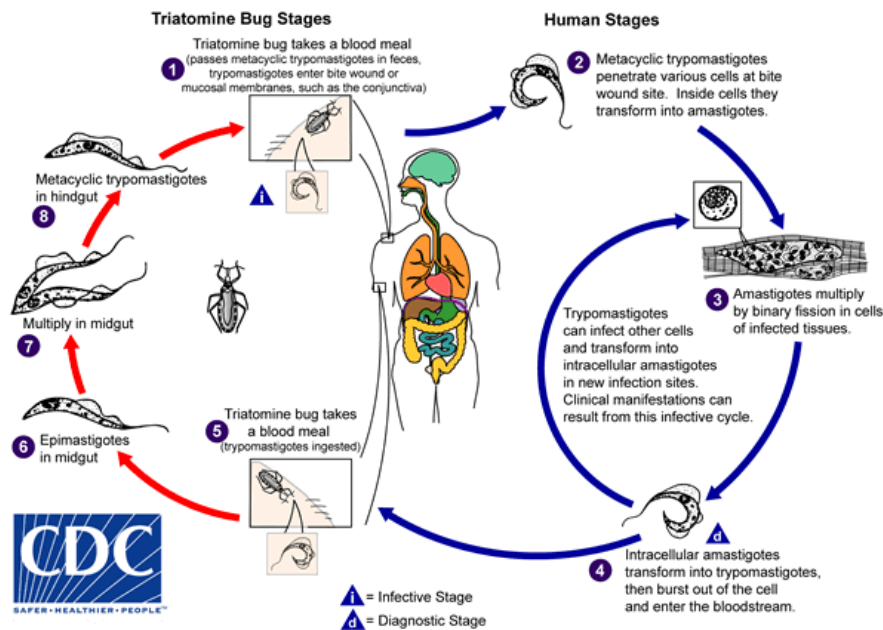 Triatomine Bug Stages
Human Stages
1
Triatomine bug takes a blood meal
(passes metacyclic trypomastigotes in feces,
trypomastigotes enter bite wound or
mucosal membranes, such as the conjunctiva)
i
2
Metacyclic trypomastigotes
penetrate various cells at bite
wound site. Inside cells they
transform into amastigotes.
3
Amastigotes multiply
by binary fission in cells
of infected tissues.
Trypomastigotes
can infect other cells
and transform into
intracellular amastigotes
in new infection sites.
Clinical manifestations can
result from this infective cycle.
d
4
Intracellular amastigotes
transform into trypomastigotes,
then burst out of the cell
and enter the bloodstream.
5
Triatomine bug takes
a blood meal
(trypomastigotes ingested)
6
Epimastigotes
in midgut
Multiply in midgut
7
Metacyclic trypomastigotes
in hindgut
8
CDC
SAFER•HEALTHIER•PEOPLE™
i = Infective Stage
d = Diagnostic Stage